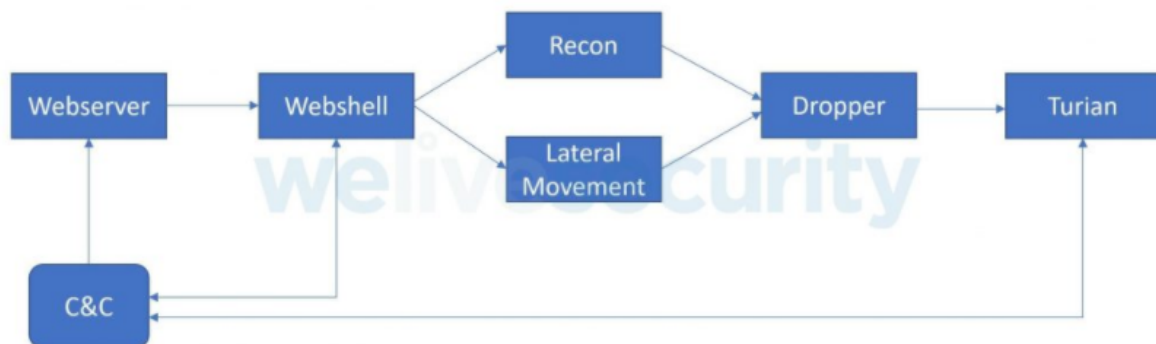 Recon
Webserver
Webshell
Dropper
Turian
Lateral
Movement
welivesecurity
C&C